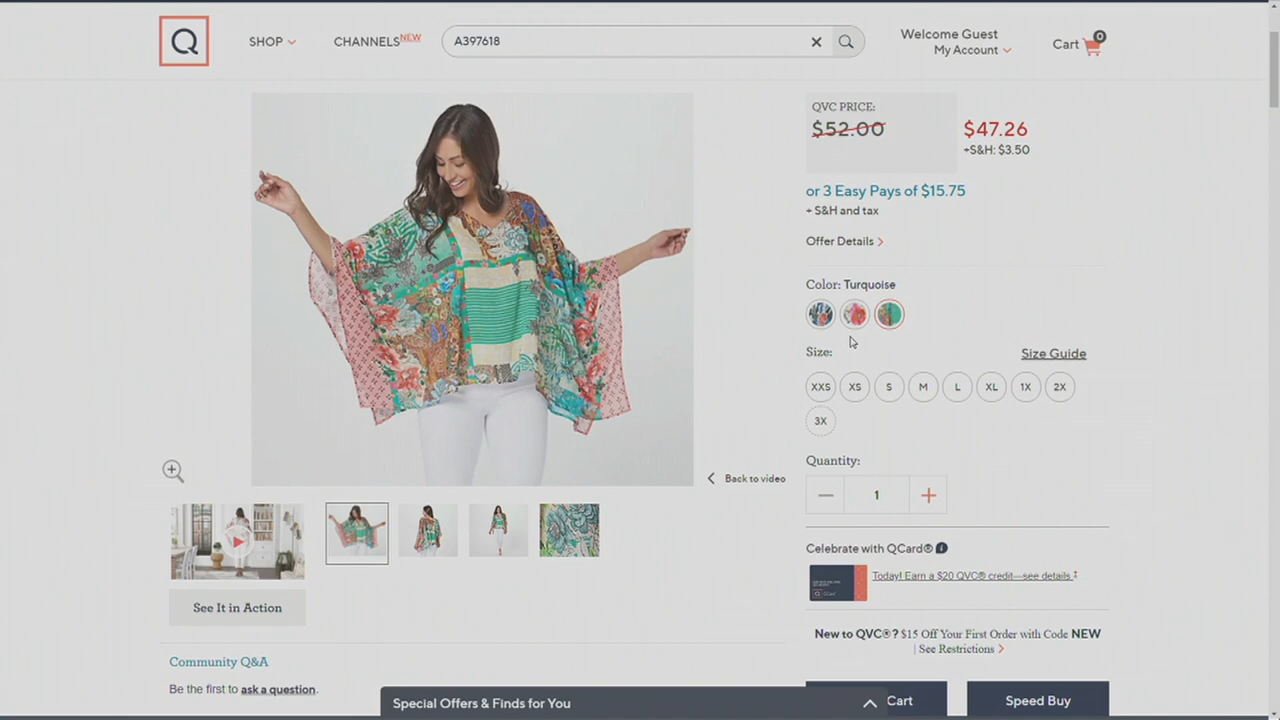 Q
SHOP
CHANNELS NEW
A397618
Welcome Guest
My Account
Cart 0
QVC PRICE:
$52.00
$47.26
+S&H: $3.50
or 3 Easy Pays of $15.75
+ S&H and tax
Offer Details
Color: Turquoise
Size:
Size Guide
XXS XS S M L XL 1X 2X
3X
Back to video
Quantity:
1
Celebrate with QCard®
Today! Earn a $20 QVC® credit—see details.‡
See It in Action
New to QVC®? $15 Off Your First Order with Code NEW
| See Restrictions
Community Q&A
Be the first to ask a question.
Special Offers & Finds for You
Cart
Speed Buy